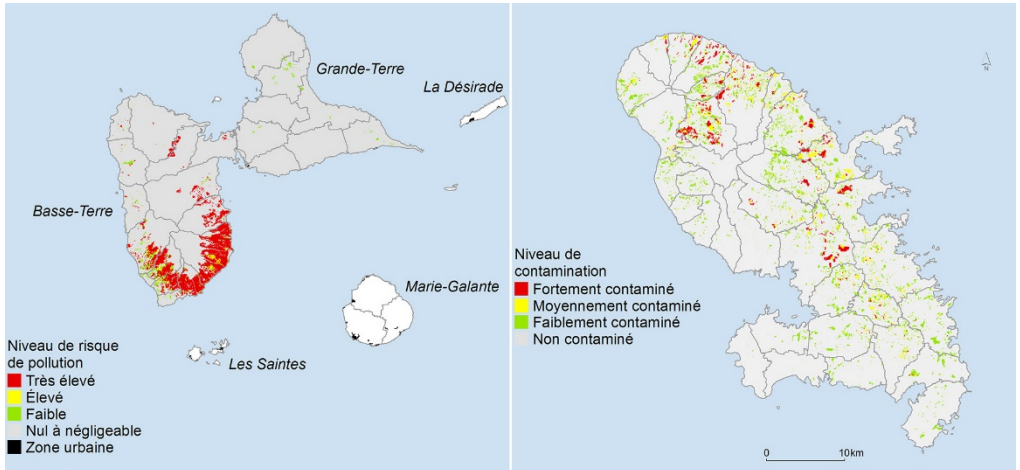 Grande-Terre
La Désirade
Basse-Terre
Marie-Galante
Les Saintes
Niveau de risque
de pollution
Très élevé
Élevé
Faible
Nul à négligeable
Zone urbaine
N
Niveau de
contamination
Fortement contaminé
Moyennement contaminé
Faiblement contaminé
Non contaminé
0 10km